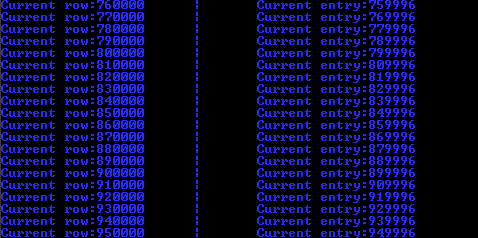 Current row:760000 ¦ Current entry:759996
Current row:770000 ¦ Current entry:769996
Current row:780000 ¦ Current entry:779996
Current row:790000 ¦ Current entry:789996
Current row:800000 ¦ Current entry:799996
Current row:810000 ¦ Current entry:809996
Current row:820000 ¦ Current entry:819996
Current row:830000 ¦ Current entry:829996
Current row:840000 ¦ Current entry:839996
Current row:850000 ¦ Current entry:849996
Current row:860000 ¦ Current entry:859996
Current row:870000 ¦ Current entry:869996
Current row:880000 ¦ Current entry:879996
Current row:890000 ¦ Current entry:889996
Current row:900000 ¦ Current entry:899996
Current row:910000 ¦ Current entry:909996
Current row:920000 ¦ Current entry:919996
Current row:930000 ¦ Current entry:929996
Current row:940000 ¦ Current entry:939996
Current row:950000 ¦ Current entry:949996